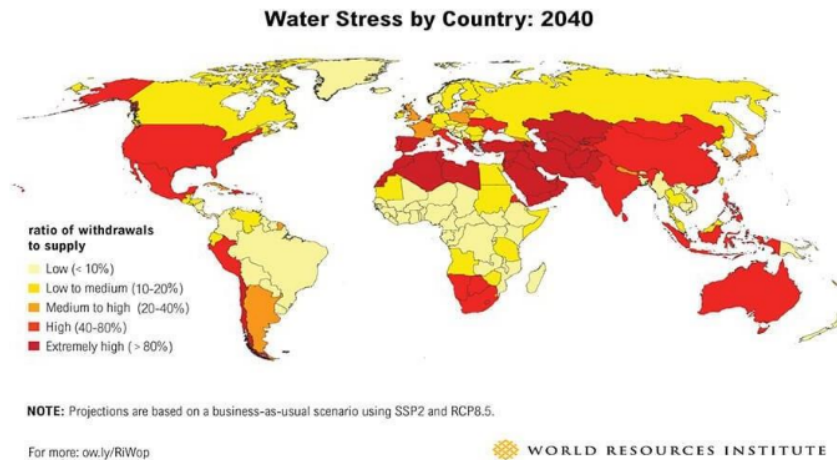 Water Stress by Country: 2040
ratio of withdrawals
to supply
Low (< 10%)
Low to medium (10-20%)
Medium to high (20-40%)
High (40-80%)
Extremely high (> 80%)
NOTE: Projections are based on a business-as-usual scenario using SSP2 and RCP8.5.
For more: ow.ly/RiWop
WORLD RESOURCES INSTITUTE